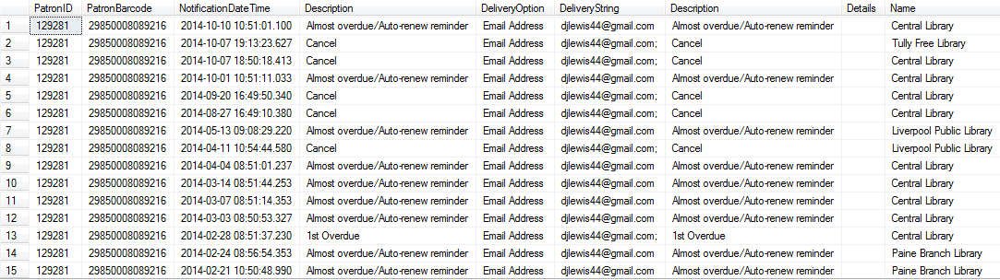 PatronID PatronBarcode NotificationDateTime Description DeliveryOption DeliveryString Description Details Name
1 129281 29850008089216 2014-10-10 10:51:01.100 Almost overdue/Auto-renew reminder Email Address djlewis44@gmail.com Almost overdue/Auto-renew reminder Central Library
2 129281 29850008089216 2014-10-07 19:13:23.627 Cancel Email Address djlewis44@gmail.com; Cancel Tully Free Library
3 129281 29850008089216 2014-10-07 18:50:18.413 Cancel Email Address djlewis44@gmail.com; Cancel Central Library
4 129281 29850008089216 2014-10-01 10:51:11.033 Almost overdue/Auto-renew reminder Email Address djlewis44@gmail.com Almost overdue/Auto-renew reminder Central Library
5 129281 29850008089216 2014-09-20 16:49:50.340 Cancel Email Address djlewis44@gmail.com; Cancel Central Library
6 129281 29850008089216 2014-08-27 16:49:10.380 Cancel Email Address djlewis44@gmail.com; Cancel Central Library
7 129281 29850008089216 2014-05-13 09:08:29.220 Almost overdue/Auto-renew reminder Email Address djlewis44@gmail.com Almost overdue/Auto-renew reminder Liverpool Public Library
8 129281 29850008089216 2014-04-11 10:54:44.580 Cancel Email Address djlewis44@gmail.com; Cancel Liverpool Public Library
9 129281 29850008089216 2014-04-04 08:51:01.237 Almost overdue/Auto-renew reminder Email Address djlewis44@gmail.com Almost overdue/Auto-renew reminder Central Library
10 129281 29850008089216 2014-03-14 08:51:44.253 Almost overdue/Auto-renew reminder Email Address djlewis44@gmail.com Almost overdue/Auto-renew reminder Central Library
11 129281 29850008089216 2014-03-07 08:51:14.353 Almost overdue/Auto-renew reminder Email Address djlewis44@gmail.com Almost overdue/Auto-renew reminder Central Library
12 129281 29850008089216 2014-03-03 08:50:53.327 Almost overdue/Auto-renew reminder Email Address djlewis44@gmail.com Almost overdue/Auto-renew reminder Central Library
13 129281 29850008089216 2014-02-28 08:51:37.230 1st Overdue Email Address djlewis44@gmail.com; 1st Overdue Central Library
14 129281 29850008089216 2014-02-24 08:56:54.353 Almost overdue/Auto-renew reminder Email Address djlewis44@gmail.com Almost overdue/Auto-renew reminder Paine Branch Library
15 129281 29850008089216 2014-02-21 10:50:48.990 Almost overdue/Auto-renew reminder Email Address djlewis44@gmail.com Almost overdue/Auto-renew reminder Paine Branch Library